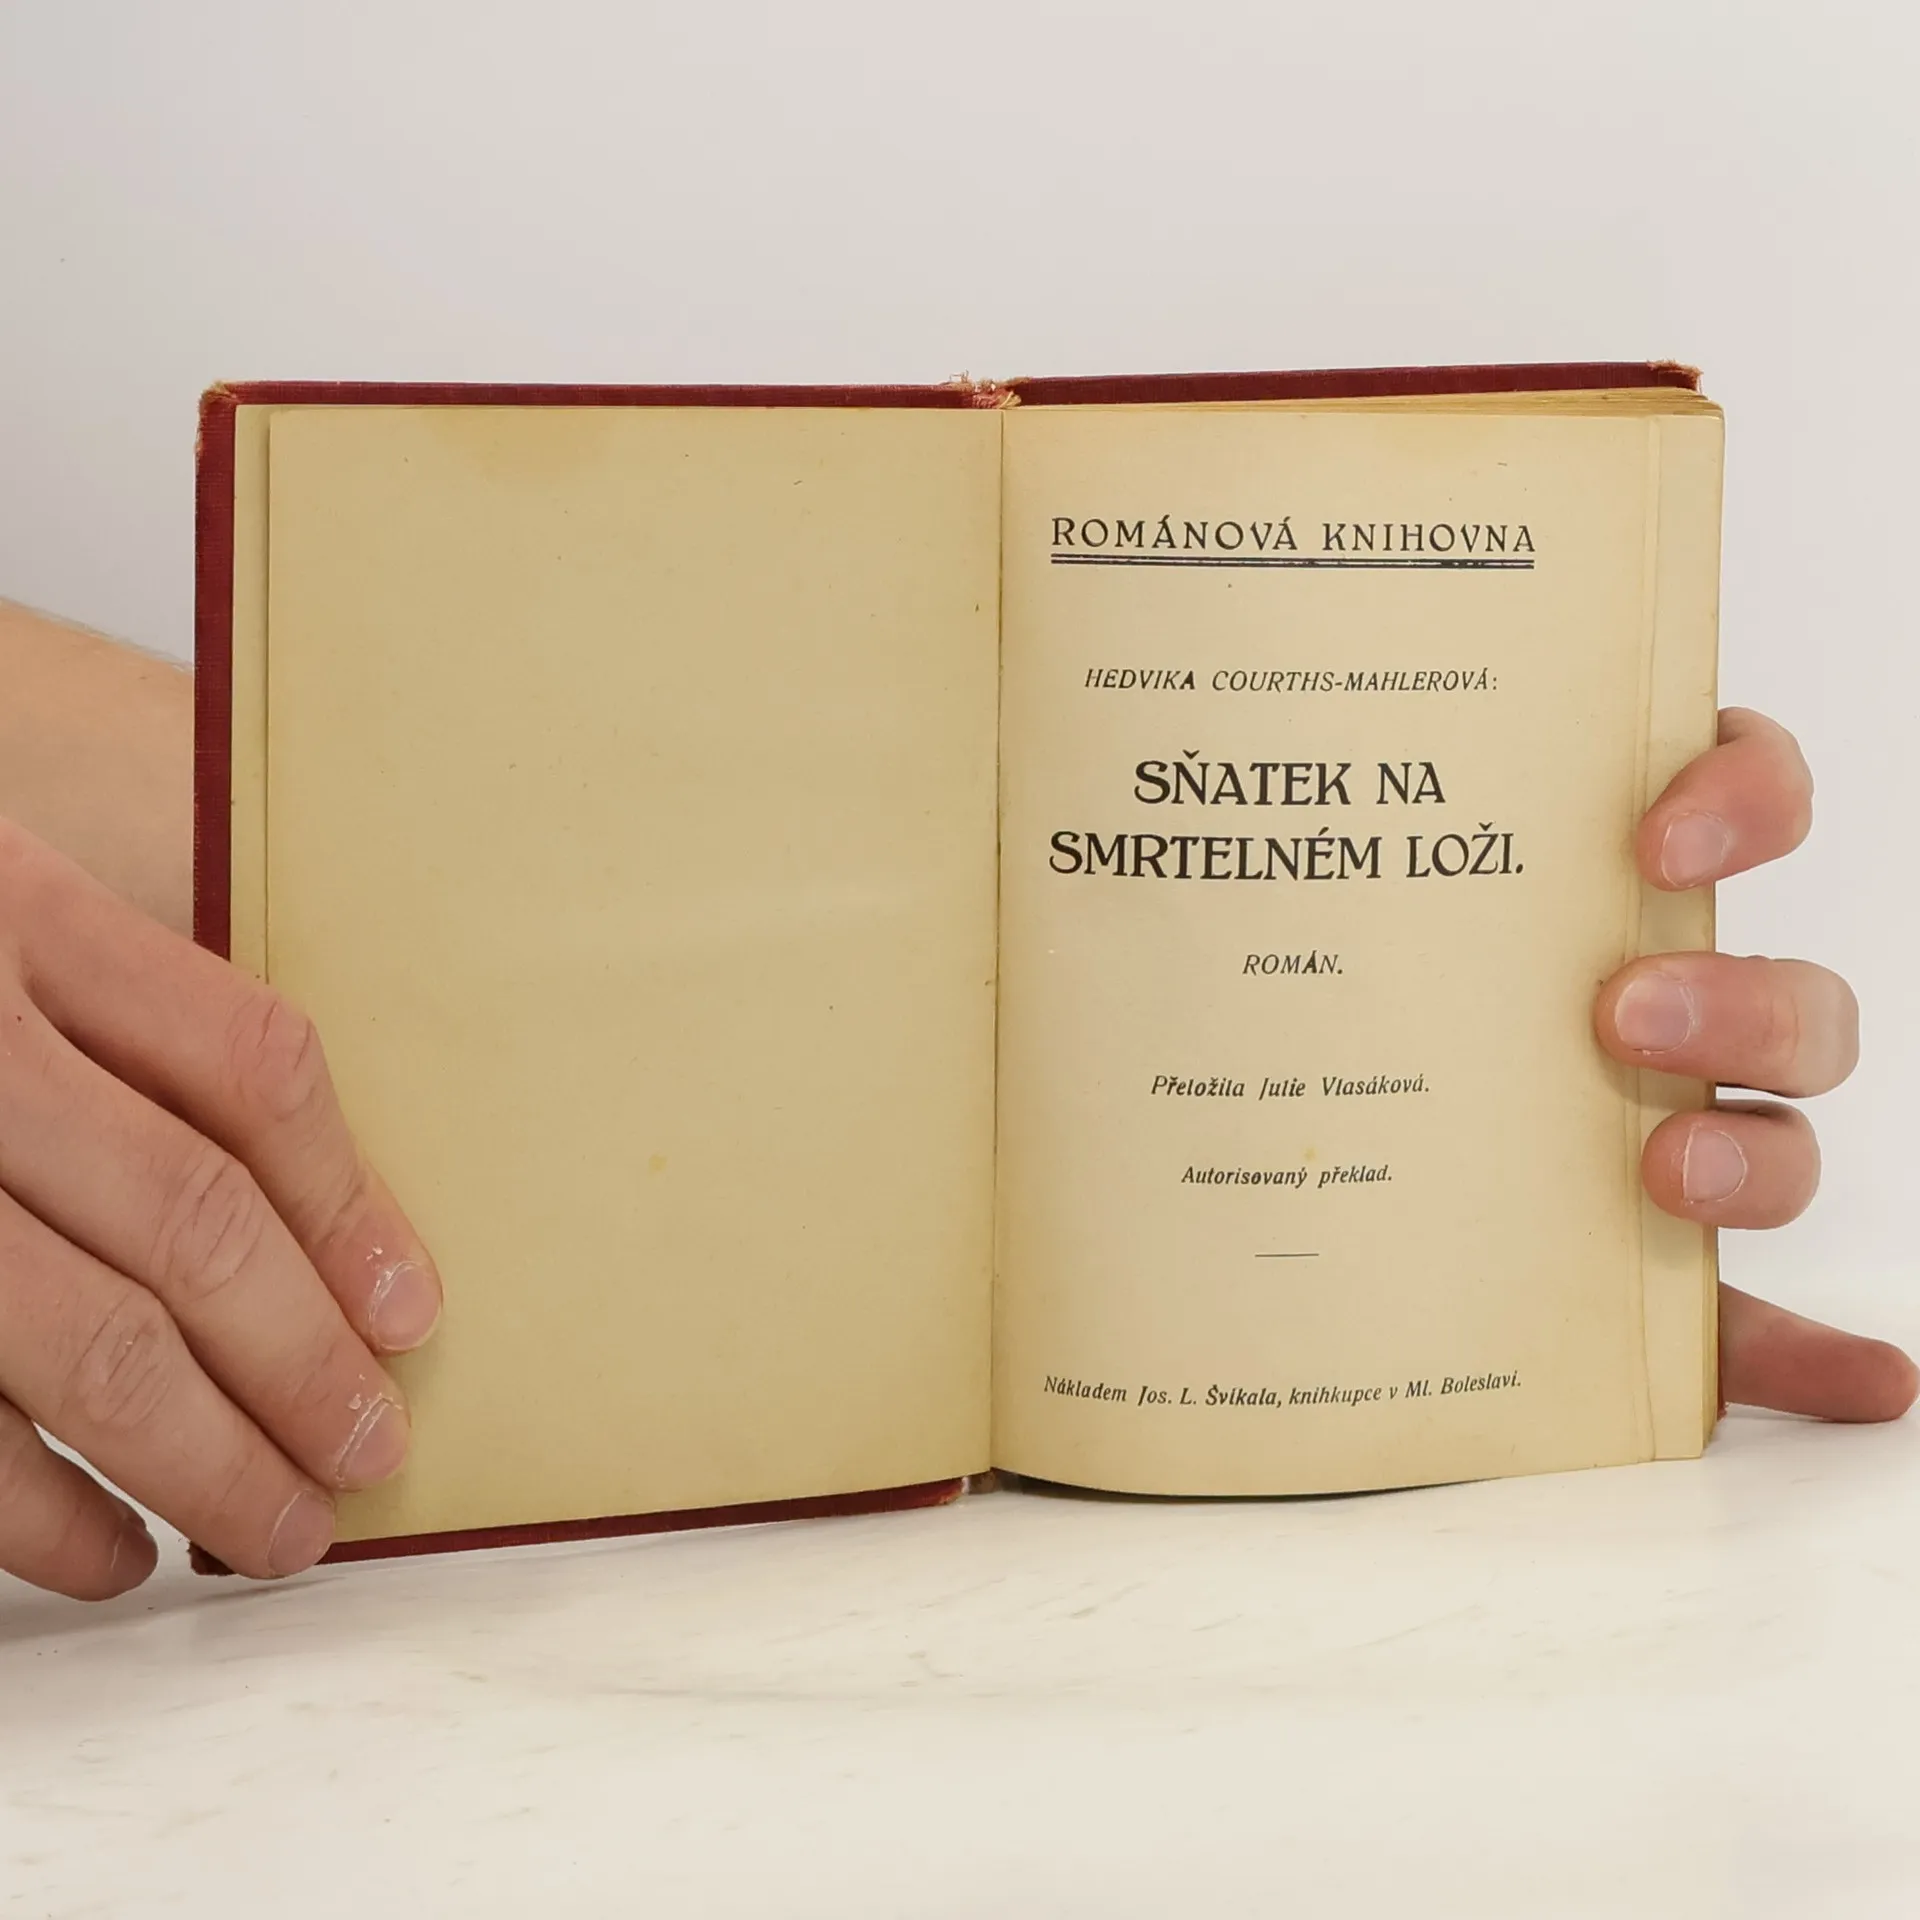 ROMÁNOVÁ KNIHOVNA
HEDVIKA COURTHS-MAHLEROVÁ:
SŇATEK NA
SMRTELNÉM LOŽI.
ROMÁN.
Přeložila Julie Vlasáková.
Autorisovaný překlad.
Nákladem Jos. L. Švíkala, knihkupce v Ml. Boleslavi.